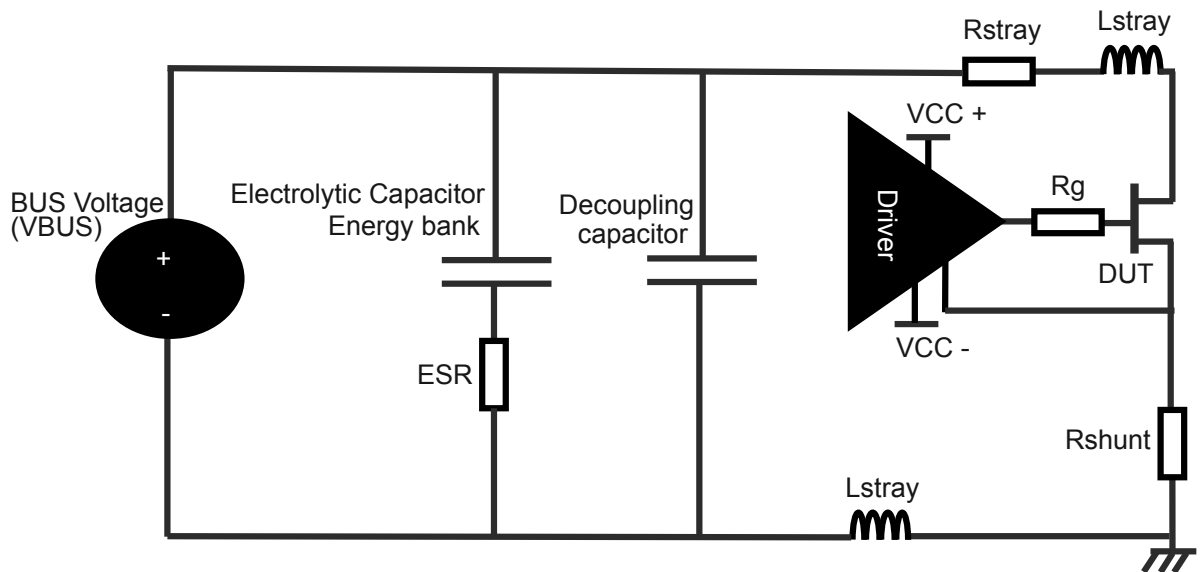 Lstray
Rstray
VCC +
BUS Voltage
(VBUS)
+
-
Electrolytic Capacitor
Energy bank
Decoupling
capacitor
Driver
Rg
DUT
VCC -
ESR
Rshunt
Lstray